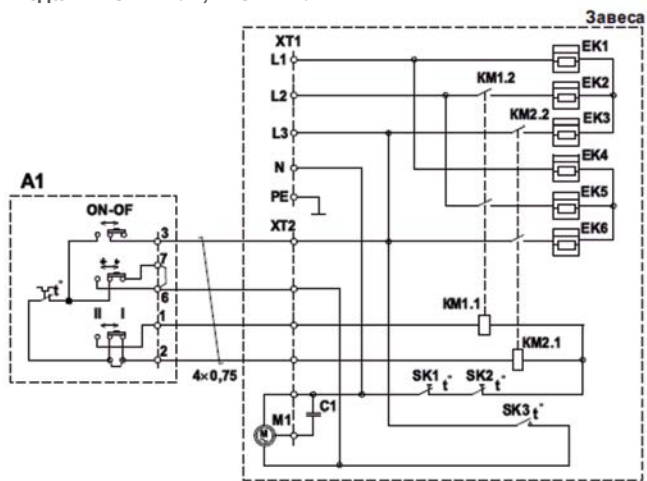 Завеса
XT1
L1
EK1
KM1.2
L2
EK2
KM2.2
L3
EK3
N
EK4
A1
PE
EK5
ON-OF
3
XT2
EK6
7
+ +
6
t°
II I
1
KM1.1
2
KM2.1
4×0,75
SK1 t°
SK2 t°
M1
C1
SK3 t°
M